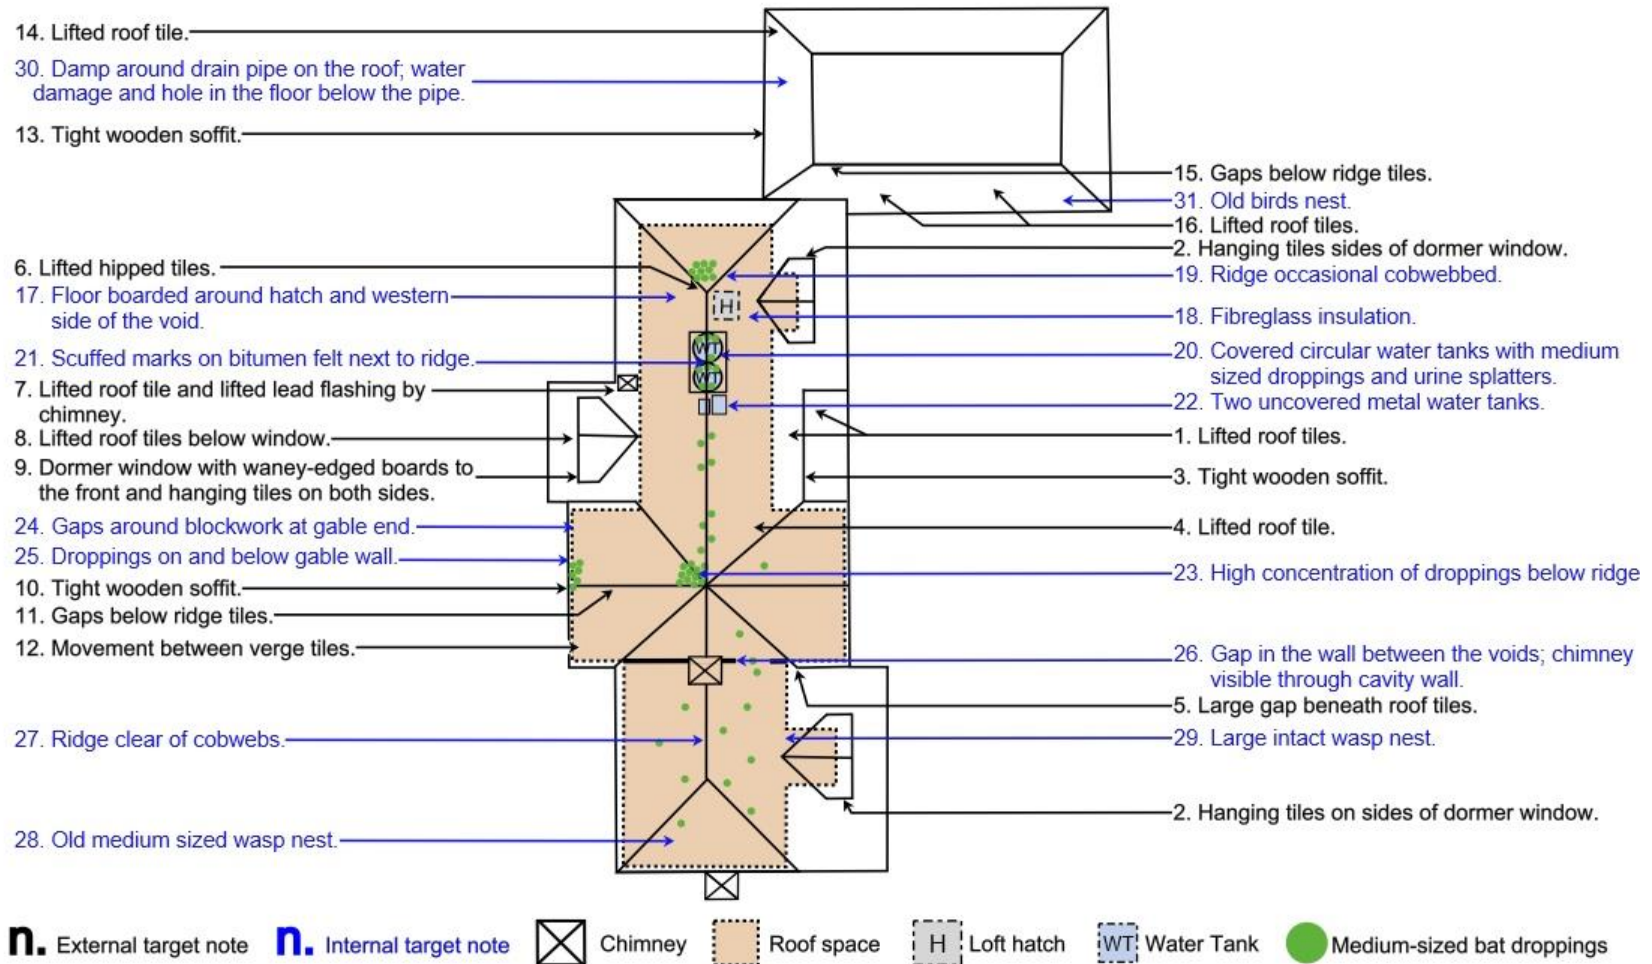 14. Lifted roof tile.
30. Damp around drain pipe on the roof; water
damage and hole in the floor below the pipe.
13. Tight wooden soffit.
6. Lifted hipped tiles.
17. Floor boarded around hatch and western
side of the void.
21. Scuffed marks on bitumen felt next to ridge.
7. Lifted roof tile and lifted lead flashing by
chimney.
8. Lifted roof tiles below window.
9. Dormer window with waney-edged boards to
the front and hanging tiles on both sides.
24. Gaps around blockwork at gable end.
25. Droppings on and below gable wall.
10. Tight wooden soffit.
11. Gaps below ridge tiles.
12. Movement between verge tiles.
27. Ridge clear of cobwebs.
28. Old medium sized wasp nest.
H
WT
WT
15. Gaps below ridge tiles.
31. Old birds nest.
16. Lifted roof tiles.
2. Hanging tiles sides of dormer window.
19. Ridge occasional cobwebbed.
18. Fibreglass insulation.
20. Covered circular water tanks with medium
sized droppings and urine splatters.
22. Two uncovered metal water tanks.
1. Lifted roof tiles.
3. Tight wooden soffit.
4. Lifted roof tile.
23. High concentration of droppings below ridge
26. Gap in the wall between the voids; chimney
visible through cavity wall.
5. Large gap beneath roof tiles.
29. Large intact wasp nest.
2. Hanging tiles on sides of dormer window.
n. External target note n. Internal target note Chimney Roof space H Loft hatch WT Water Tank Medium-sized bat droppings